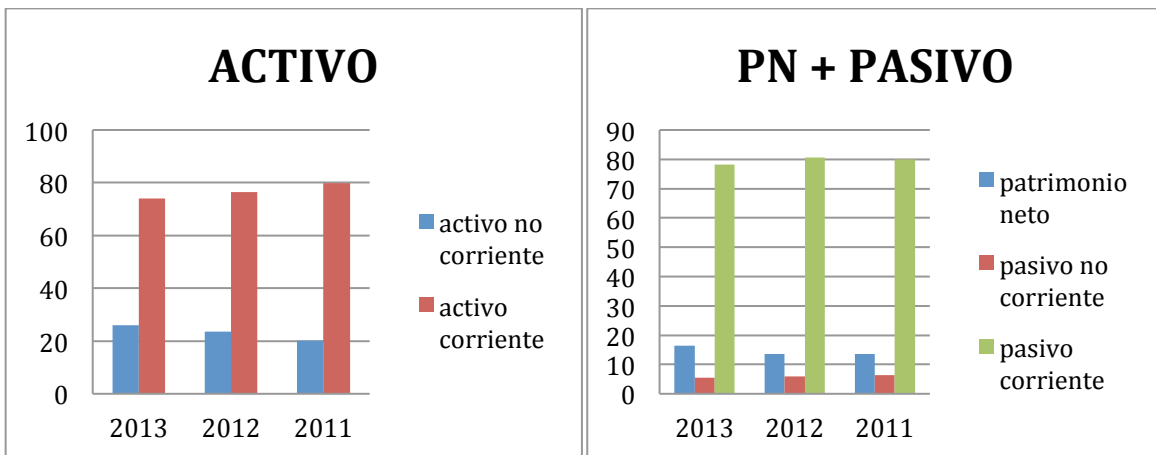 ACTIVO
100
80
60
40
20
0
2013 2012 2011
activo no
corriente
activo
corriente
PN + PASIVO
90
80
70
60
50
40
30
20
10
0
2013 2012 2011
patrimonio
neto
pasivo no
corriente
pasivo
corriente